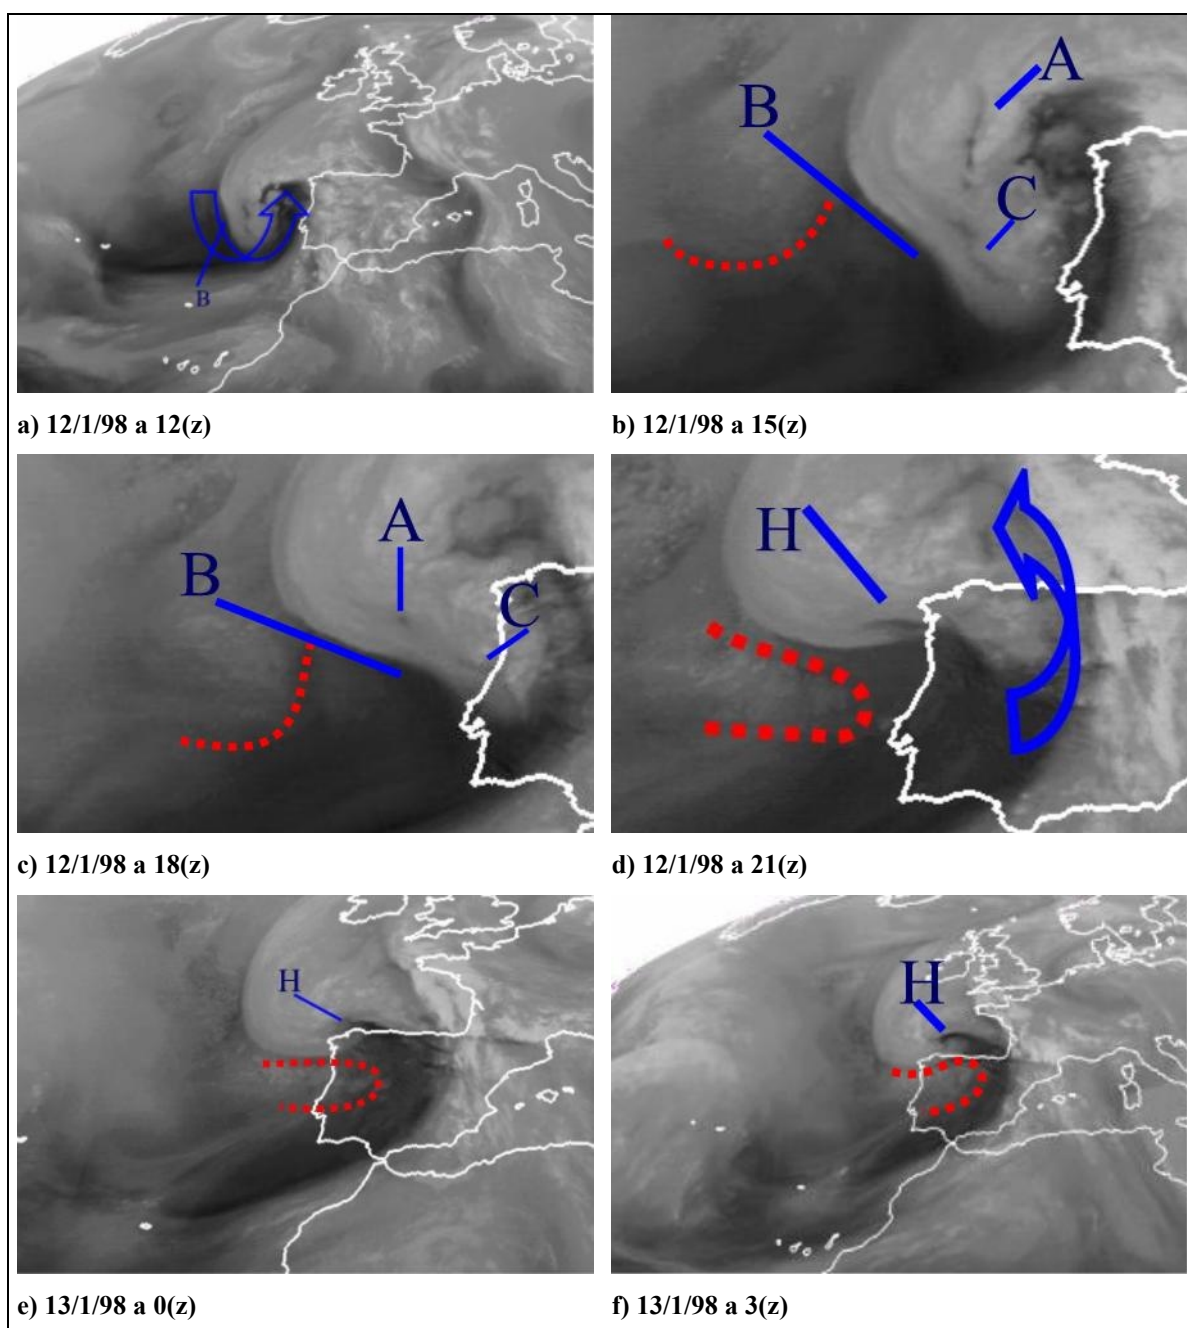 B
A
B
C
a) 12/1/98 a 12(z)
b) 12/1/98 a 15(z)
A
B
C
H
c) 12/1/98 a 18(z)
d) 12/1/98 a 21(z)
H
H
e) 13/1/98 a 0(z)
f) 13/1/98 a 3(z)